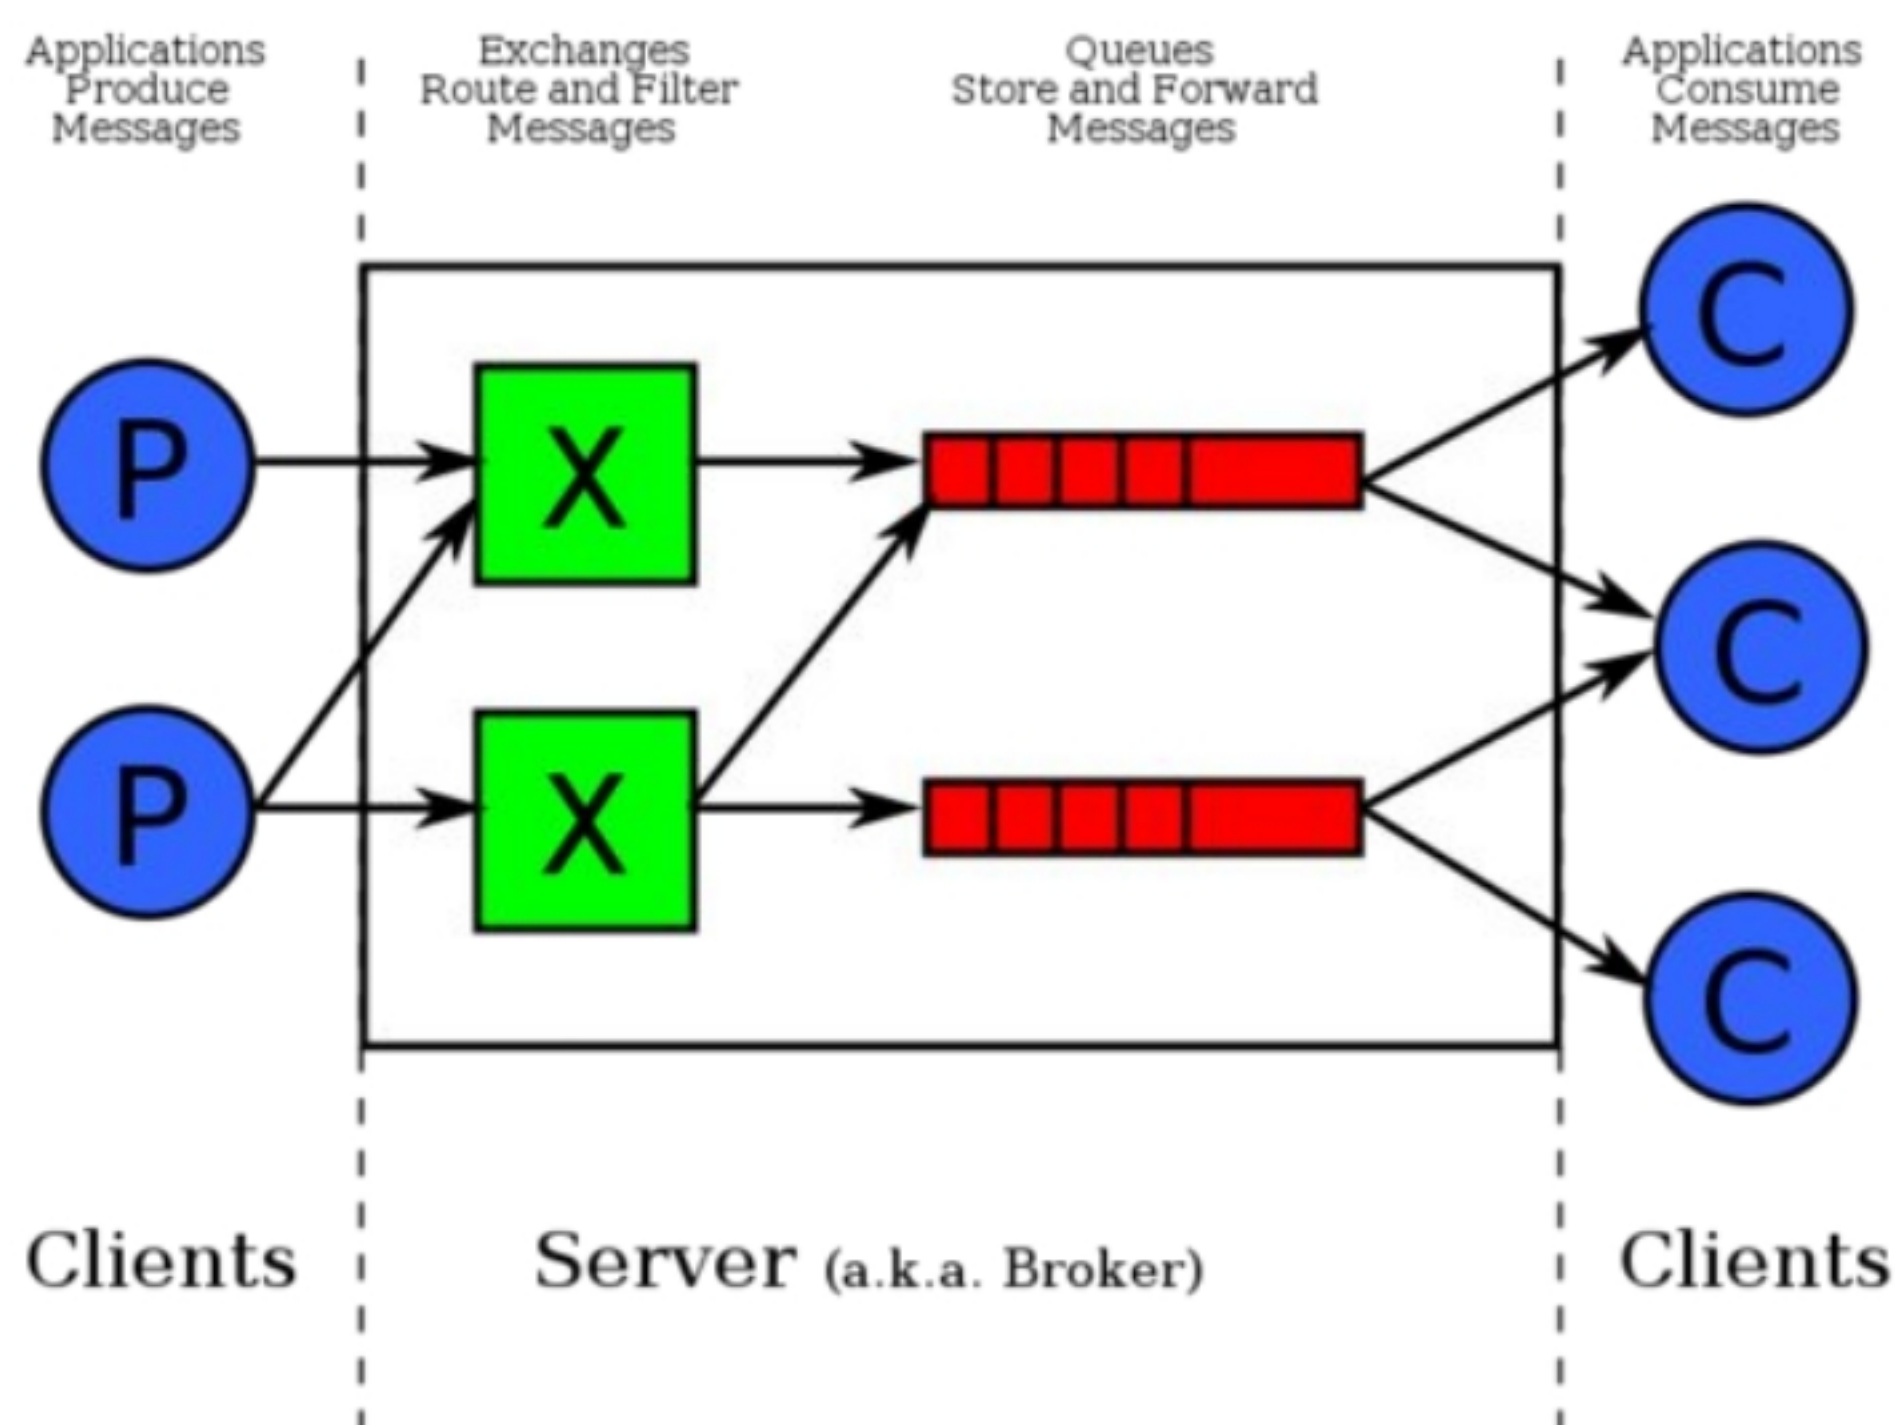 Applications
Produce
Messages
Exchanges
Route and Filter
Messages
Queues
Store and Forward
Messages
Applications
Consume
Messages
P
X
C
C
P
X
C
Clients
Server (a.k.a. Broker)
Clients